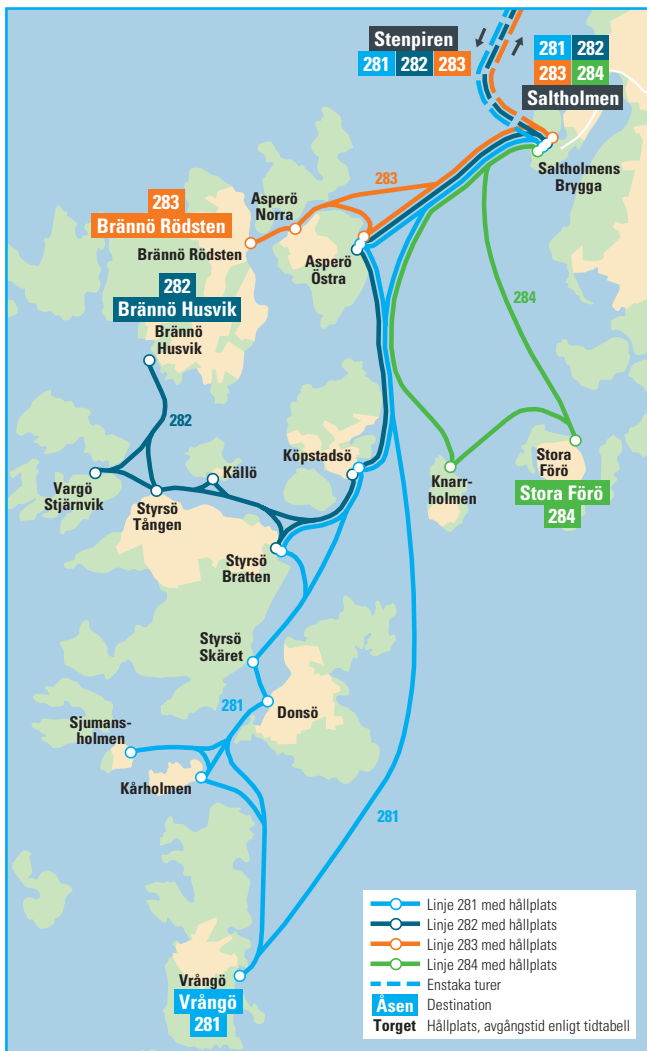 Stenpiren
281 282 283
281 282
283 284
Saltholmen
Saltholmens
Brygga
283
283
Brännö Rödsten
Asperö
Norra
Brännö Rödsten
Asperö
Östra
282
Brännö Husvik
Brännö
Husvik
284
282
Köpstadsö
Källö
Vargö
Stjärnvik
Styrsö
Tången
Knarr-
holmen
Stora
Förö
Stora Förö
284
Styrsö
Bratten
Styrsö
Skäret
281
Donsö
Sjumans-
holmen
Kårholmen
281
Vrångö
Vrångö
281
Linje 281 med hållplats
Linje 282 med hållplats
Linje 283 med hållplats
Linje 284 med hållplats
Enstaka turer
Åsen Destination
Torget Hållplats, avgångstid enligt tidtabell